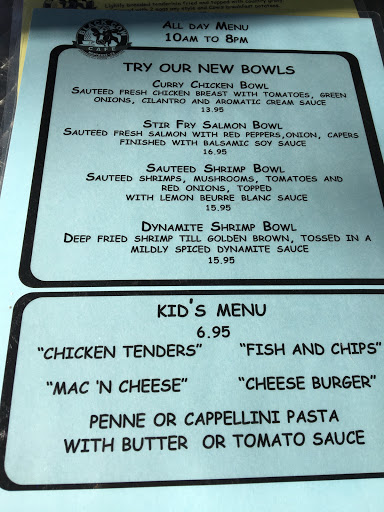 CAFE
ALL DAY MENU
10AM TO 8PM
TRY OUR NEW BOWLS
CURRY CHICKEN BOWL
SAUTEED FRESH CHICKEN BREAST WITH TOMATOES, GREEN
ONIONS, CILANTRO AND AROMATIC CREAM SAUCE
13.95
STIR FRY SALMON BOWL
SAUTEED FRESH SALMON WITH RED PEPPERS,ONION, CAPERS
FINISHED WITH BALSAMIC SOY SAUCE
16.95
SAUTEED SHRIMP BOWL
SAUTEED SHRIMPS, MUSHROOMS, TOMATOES AND
RED ONIONS, TOPPED
WITH LEMON BEURRE BLANC SAUCE
15.95
DYNAMITE SHRIMP BOWL
DEEP FRIED SHRIMP TILL GOLDEN BROWN, TOSSED IN A
MILDLY SPICED DYNAMITE SAUCE
15.95
KID'S MENU
6.95
"CHICKEN TENDERS" "FISH AND CHIPS"
"MAC 'N CHEESE" "CHEESE BURGER"
PENNE OR CAPPELLINI PASTA
WITH BUTTER OR TOMATO SAUCE